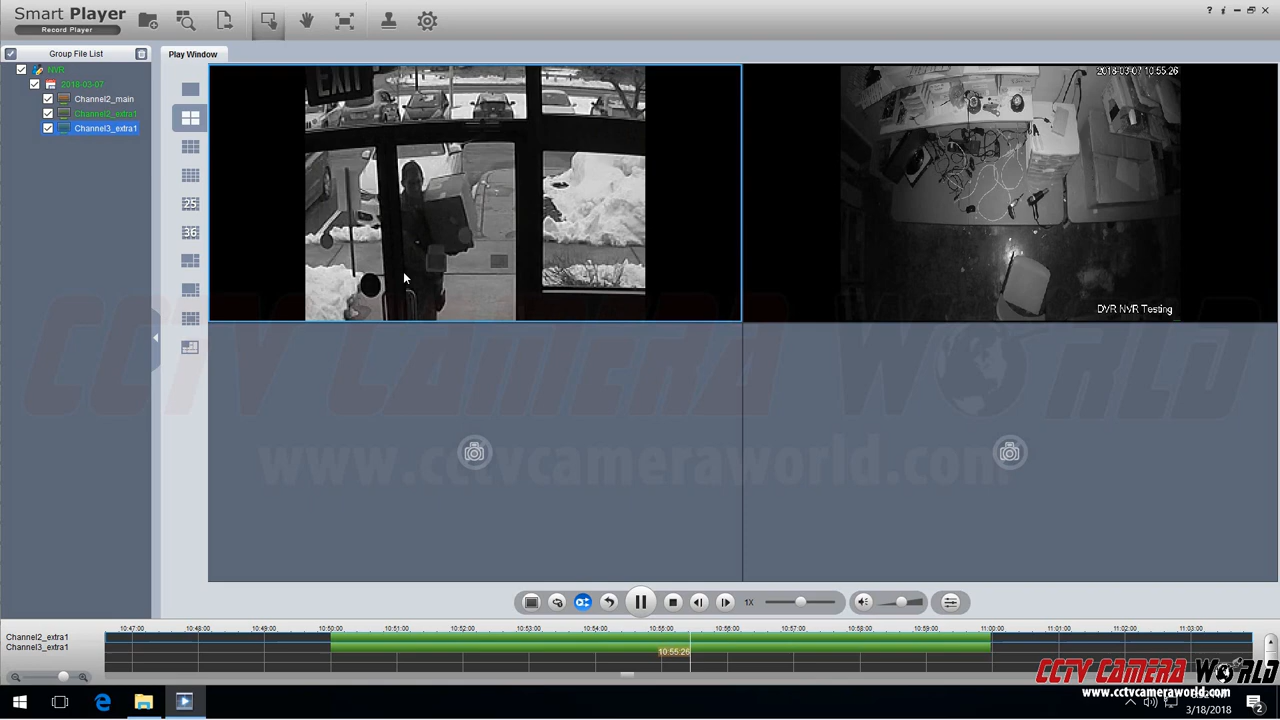 Smart Player
Record Player
Group File List
Play Window
NVR
2018-03-07
Channel2_main
Channel2_extra1
Channel3_extra1
25
36
EXIT
2018-03-07 10:55:26
DVR NVR Testing
CCTV CAMERA WORLD
www.cctvcameraworld.com
1X
10:47:00 10:48:00 10:49:00 10:50:00 10:51:00 10:52:00 10:53:00 10:54:00 10:55:00 10:56:00 10:57:00 10:58:00 10:59:00 11:00:00 11:01:00 11:02:00 11:03:00
Channel2_extra1
Channel3_extra1
10:55:26
CCTV CAMERA WORLD
www.cctvcameraworld.com
3/18/2018
2